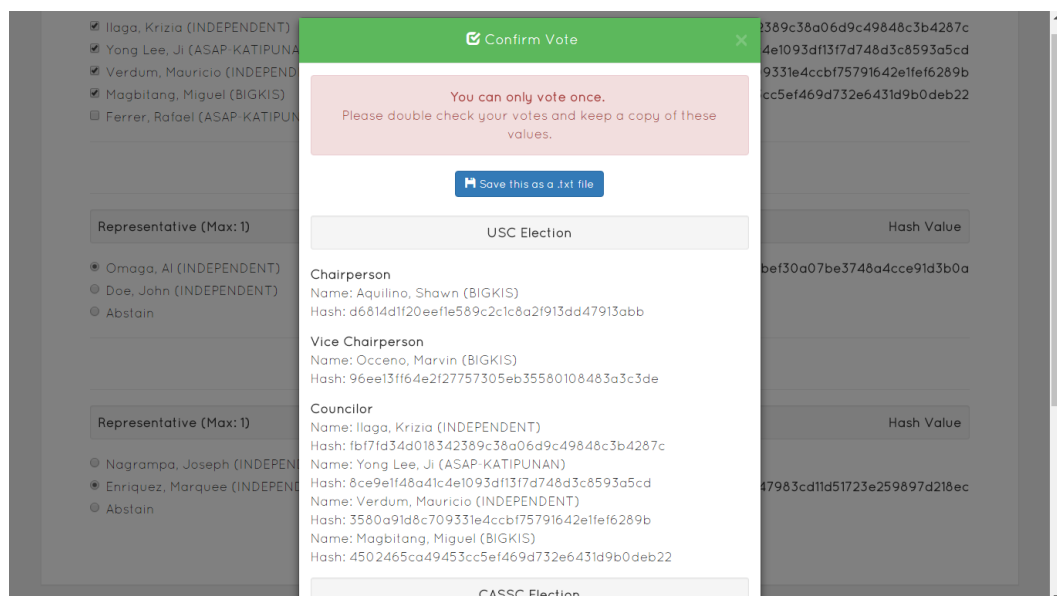 Ilaga, Krizia (INDEPENDENT)
2389c38a06d9c49848c3b4287c
Yong Lee, Ji (ASAP-KATIPUNA
4e1093df13f7d748d3c8593a5cd
Verdum, Mauricio (INDEPEND
9331e4ccbf75791642e1fef6289b
Magbitang, Miguel (BIGKIS)
cc5ef469d732e6431d9b0deb22
Ferrer, Rafael (ASAP-KATIPUN
Representative (Max: 1)
Hash Value
Omaga, Al (INDEPENDENT)
bef30a07be3748a4cce91d3b0a
Doe, John (INDEPENDENT)
Abstain
Representative (Max: 1)
Hash Value
Nagrampa, Joseph (INDEPEN
Enriquez, Marquee (INDEPEND
47983cd11d51723e259897d218ec
Abstain
Confirm Vote
×
You can only vote once.
Please double check your votes and keep a copy of these
values.
Save this as a .txt file
USC Election
Chairperson
Name: Aquilino, Shawn (BIGKIS)
Hash: d6814d1f20eef1e589c2c1c8a2f913dd47913abb
Vice Chairperson
Name: Occeno, Marvin (BIGKIS)
Hash: 96ee13ff64e2f27757305eb35580108483a3c3de
Councilor
Name: Ilaga, Krizia (INDEPENDENT)
Hash: fbf7fd34d018342389c38a06d9c49848c3b4287c
Name: Yong Lee, Ji (ASAP-KATIPUNAN)
Hash: 8ce9e1f48a41c4e1093df13f7d748d3c8593a5cd
Name: Verdum, Mauricio (INDEPENDENT)
Hash: 3580a91d8c709331e4ccbf75791642e1fef6289b
Name: Magbitang, Miguel (BIGKIS)
Hash: 4502465ca49453cc5ef469d732e6431d9b0deb22
CASSC Election